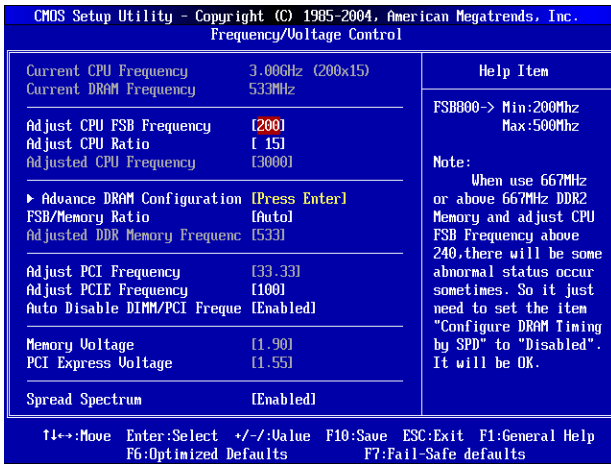 CMOS Setup Utility - Copyright (C) 1985-2004, American Megatrends, Inc.
Frequency/Voltage Control
Current CPU Frequency 3.00GHz (200x15)
Current DRAM Frequency 533MHz
Adjust CPU FSB Frequency [200]
Adjust CPU Ratio [ 15]
Adjusted CPU Frequency [3000]
▶ Advance DRAM Configuration [Press Enter]
FSB/Memory Ratio [Auto]
Adjusted DDR Memory Frequenc [533]
Adjust PCI Frequency [33.33]
Adjust PCIE Frequency [100]
Auto Disable DIMM/PCI Freque [Enabled]
Memory Voltage [1.90]
PCI Express Voltage [1.55]
Spread Spectrum [Enabled]
Help Item
FSB800-> Min:200Mhz
Max:500Mhz
Note:
When use 667MHz
or above 667MHz DDR2
Memory and adjust CPU
FSB Frequency above
240,there will be some
abnormal status occur
sometimes. So it just
need to set the item
"Configure DRAM Timing
by SPD" to "Disabled".
It will be OK.
↑↓↔:Move Enter:Select +/-/:Value F10:Save ESC:Exit F1:General Help
F6:Optimized Defaults F7:Fail-Safe defaults